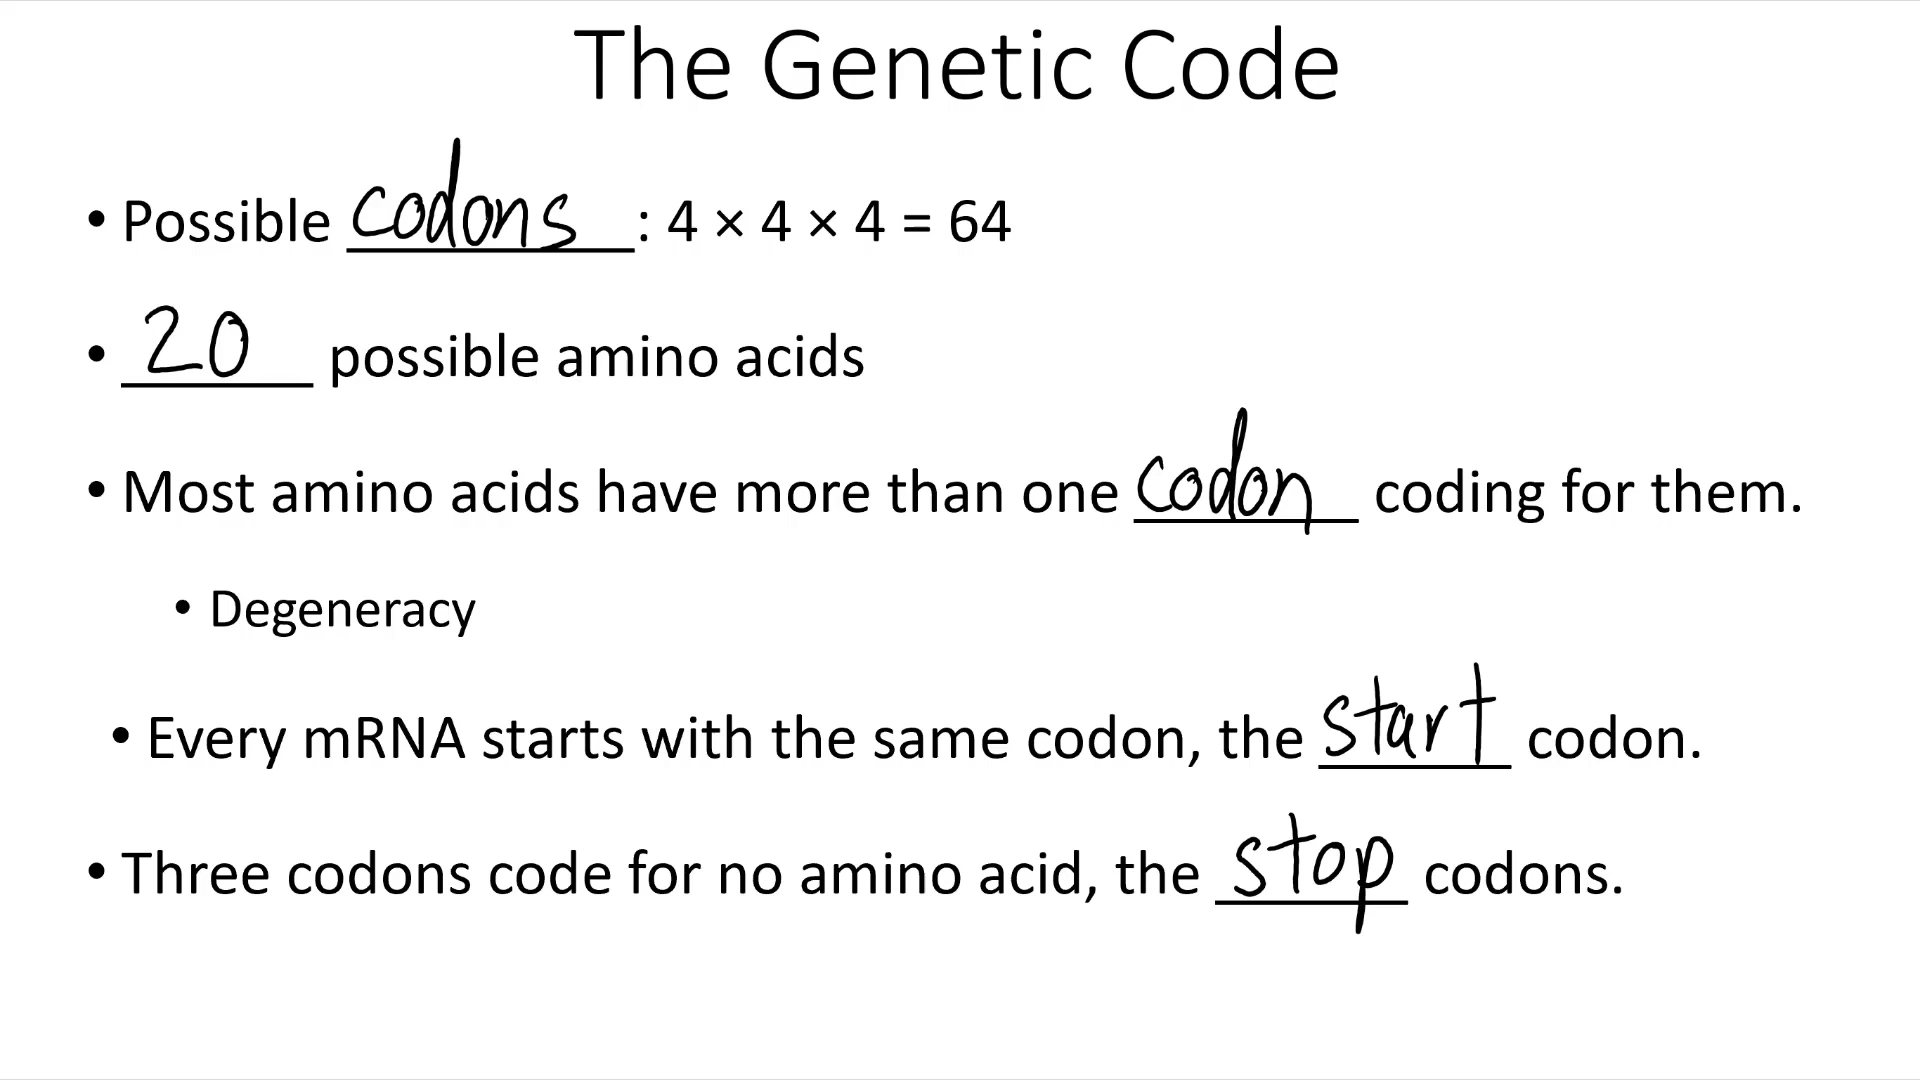 The Genetic Code
• Possible codons: 4 × 4 × 4 = 64
• 20 possible amino acids
• Most amino acids have more than one codon coding for them.
• Degeneracy
• Every mRNA starts with the same codon, the start codon.
• Three codons code for no amino acid, the stop codons.